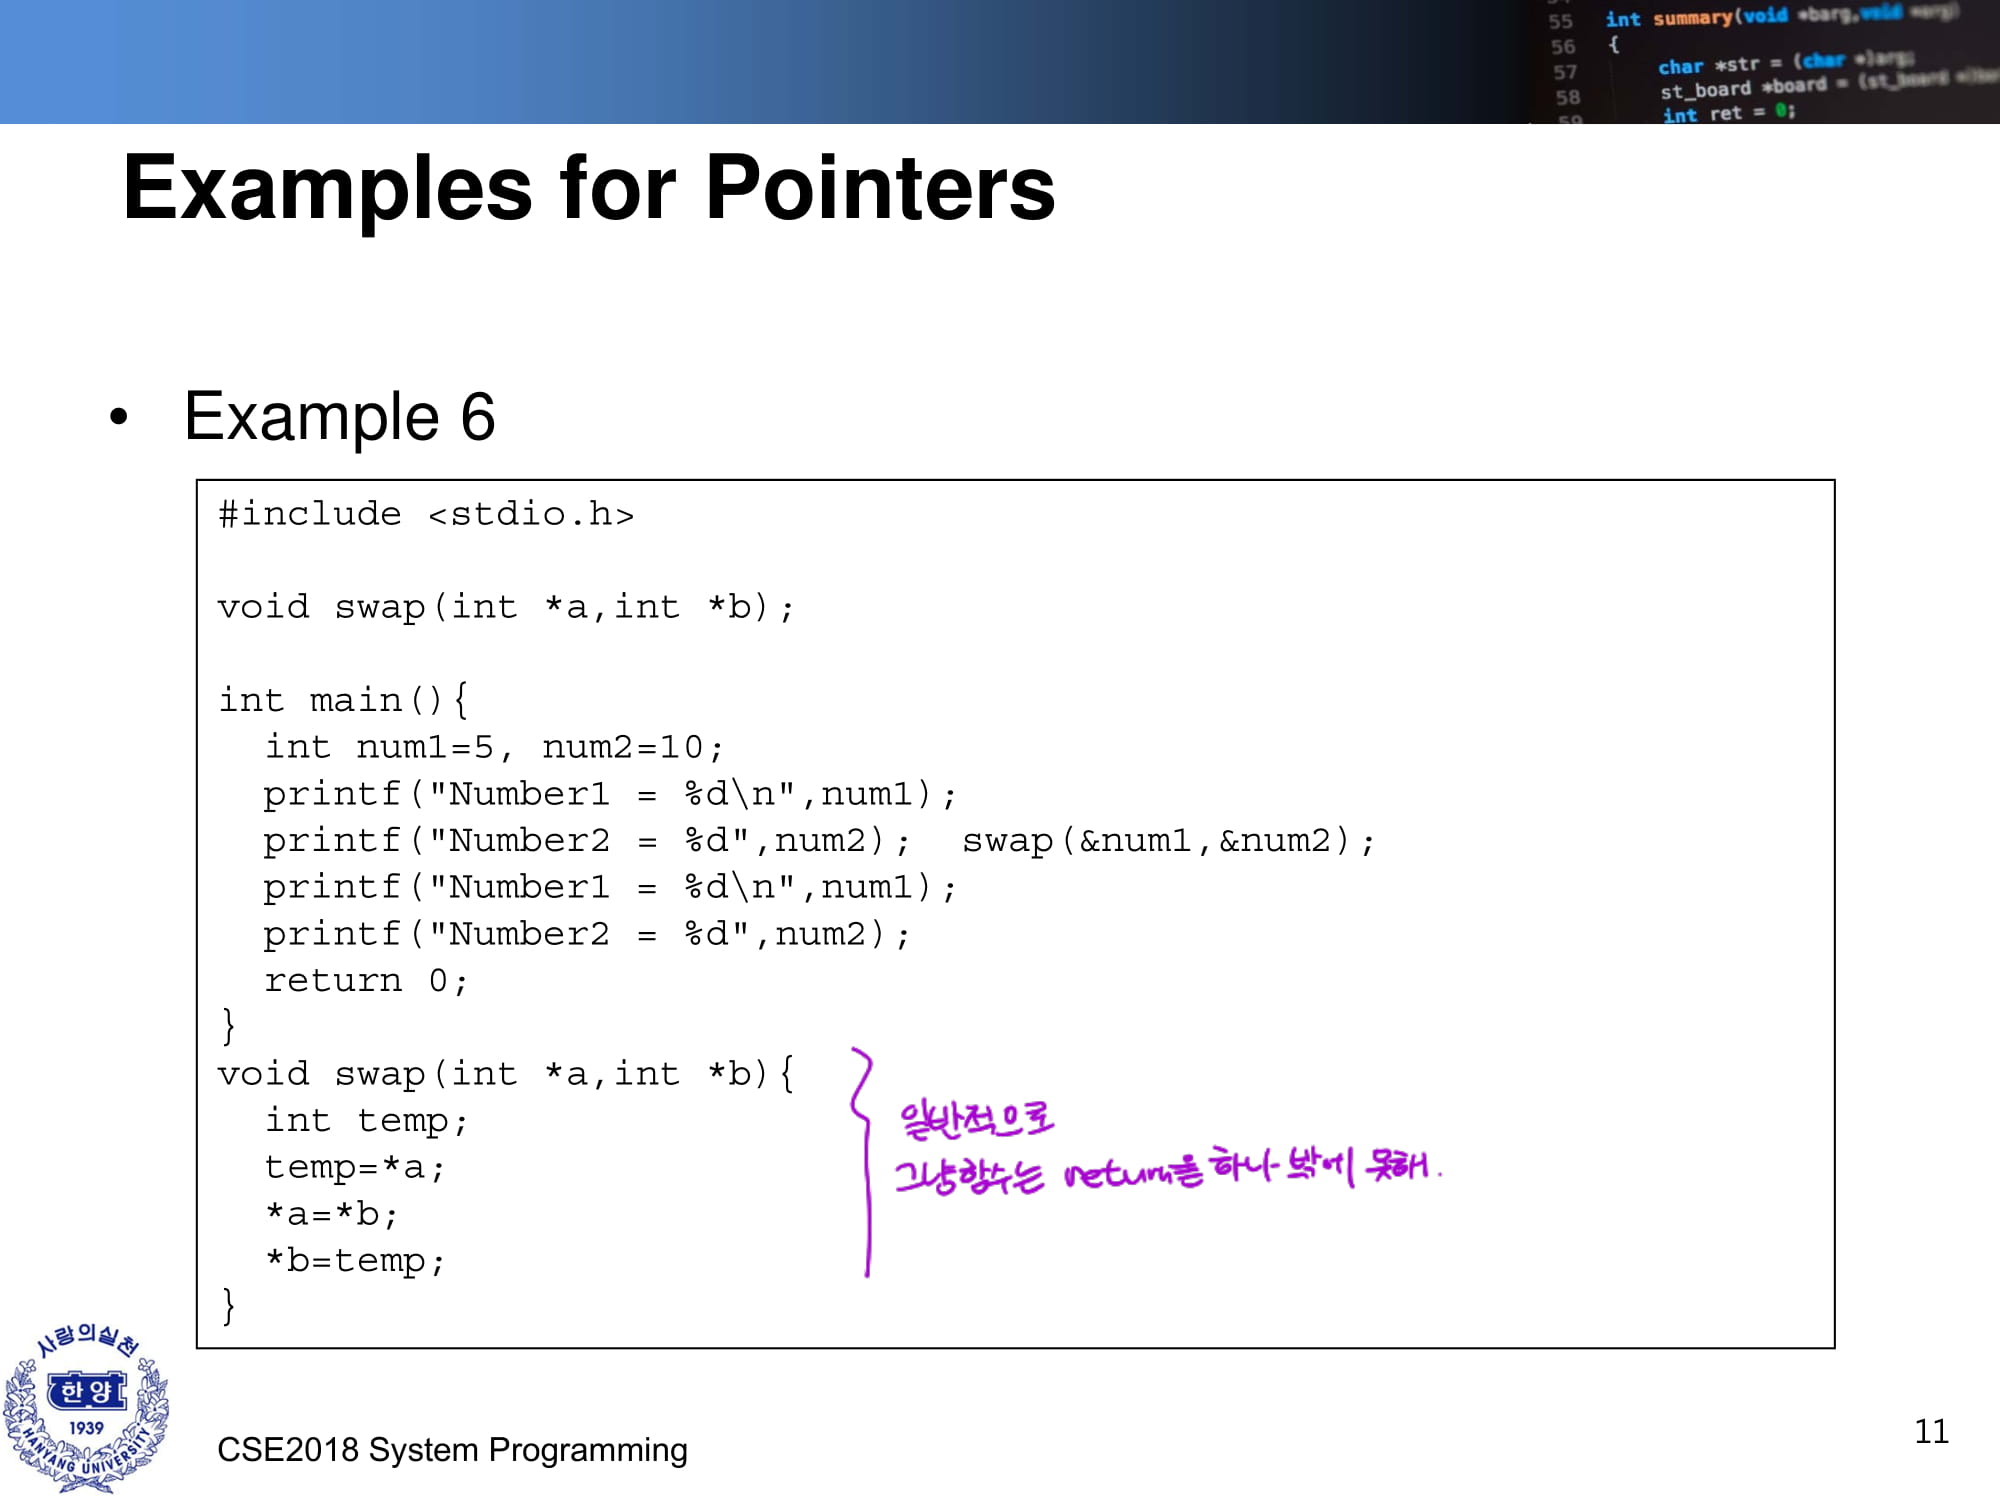 55 int summary(void *barg,void *arg)
56 {
57 char *str = (char *)arg;
58 st_board *board =
59 int ret = 0;
Examples for Pointers
• Example 6
#include <stdio.h>
void swap(int *a,int *b);
int main(){
int num1=5, num2=10;
printf("Number1 = %d\n",num1);
printf("Number2 = %d",num2); swap(&num1,&num2);
printf("Number1 = %d\n",num1);
printf("Number2 = %d",num2);
return 0;
}
void swap(int *a,int *b){
int temp;
temp=*a;
*a=*b;
*b=temp;
}
일반적으로
그냥 함수는 return을 하나 밖에 못해.
사랑의실천
한양
1939
HANYANG UNIVERSITY
CSE2018 System Programming
11